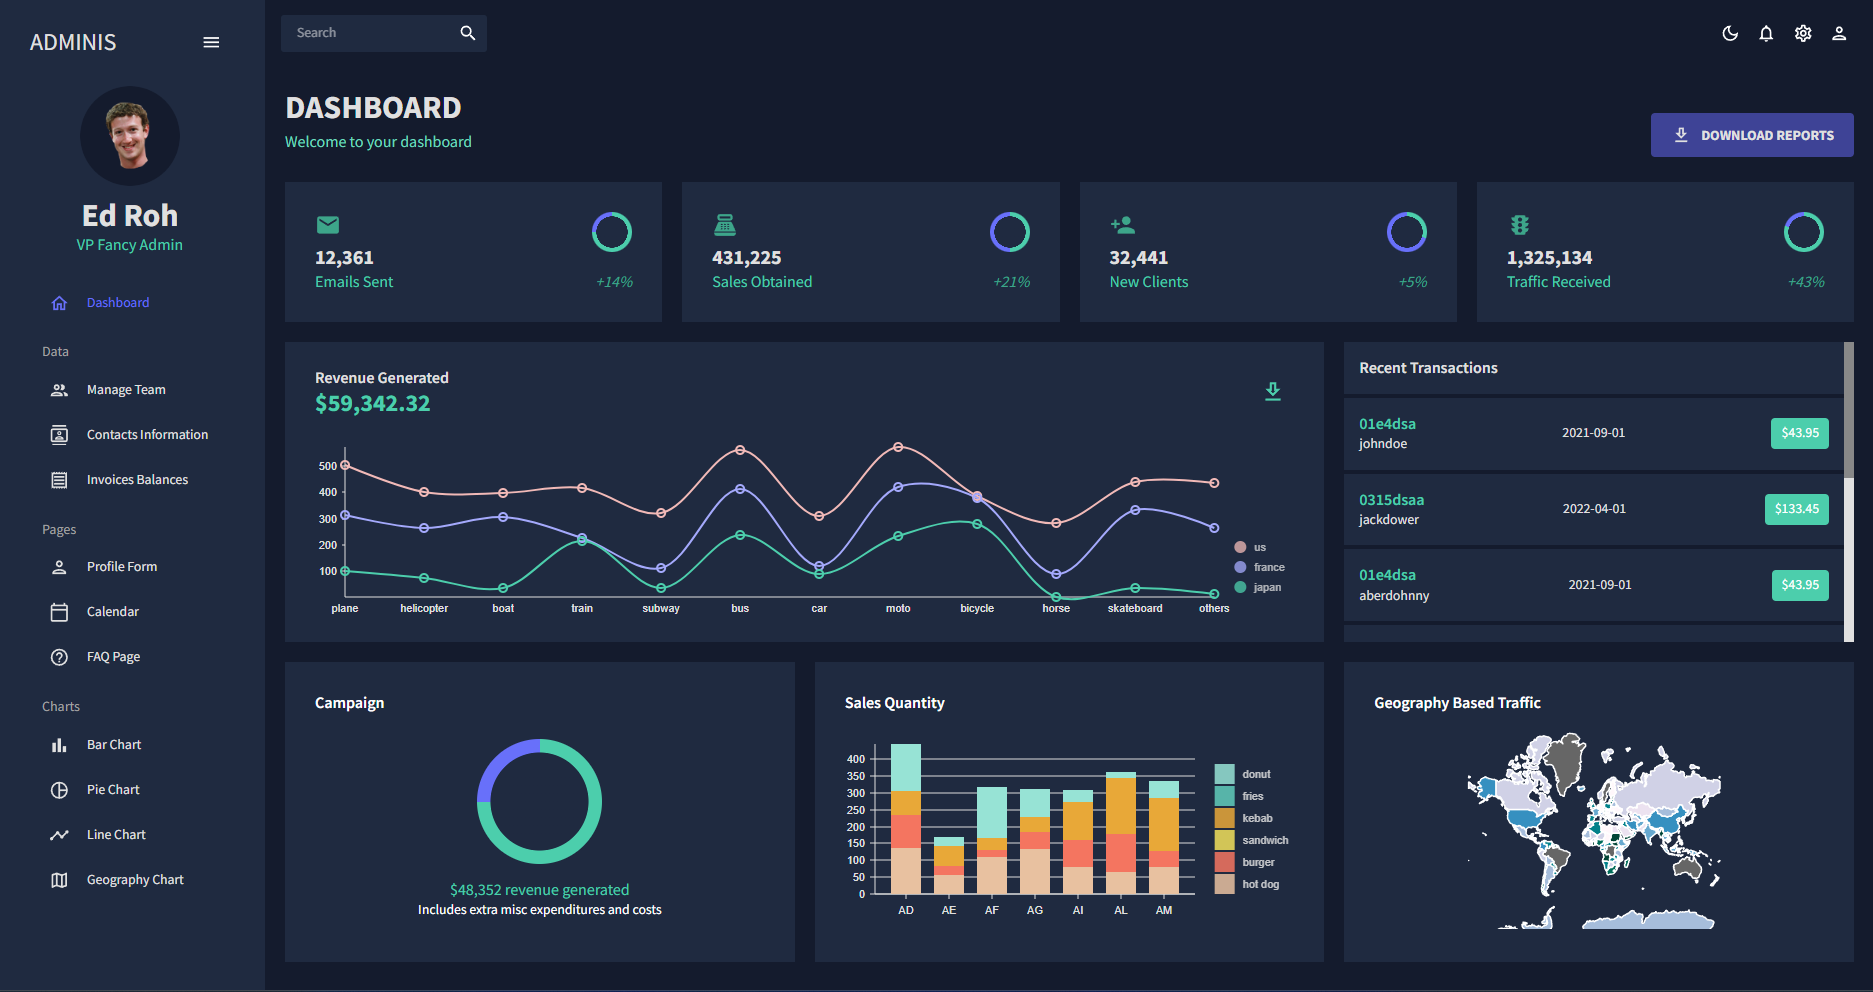 ADMINIS
Search
Ed Roh
VP Fancy Admin
Dashboard
Data
Manage Team
Contacts Information
Invoices Balances
Pages
Profile Form
Calendar
FAQ Page
Charts
Bar Chart
Pie Chart
Line Chart
Geography Chart
DASHBOARD
Welcome to your dashboard
DOWNLOAD REPORTS
12,361
Emails Sent
+14%
431,225
Sales Obtained
+21%
32,441
New Clients
+5%
1,325,134
Traffic Received
+43%
Revenue Generated
$59,342.32
500
400
300
200
100
plane helicopter boat train subway bus car moto bicycle horse skateboard others
us
france
japan
Recent Transactions
01e4dsa
johndoe
2021-09-01
$43.95
0315dsaa
jackdower
2022-04-01
$133.45
01e4dsa
aberdohnny
2021-09-01
$43.95
Campaign
$48,352 revenue generated
Includes extra misc expenditures and costs
Sales Quantity
400
350
300
250
200
150
100
50
0
AD AE AF AG AI AL AM
donut
fries
kebab
sandwich
burger
hot dog
Geography Based Traffic